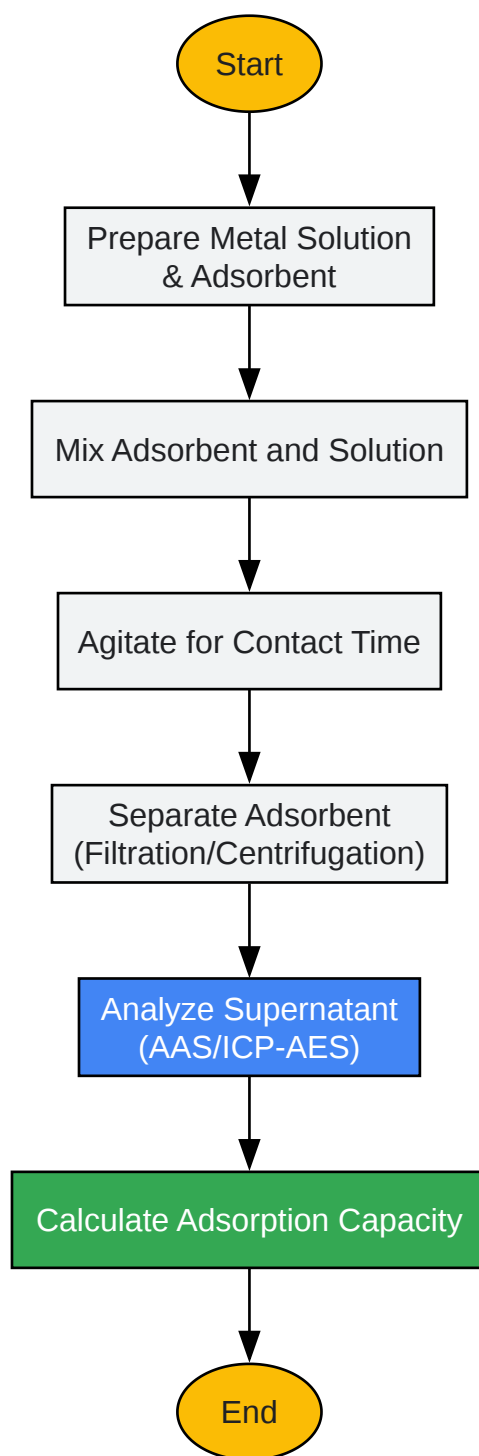 Start
Prepare Metal Solution
& Adsorbent
Mix Adsorbent and Solution
Agitate for Contact Time
Separate Adsorbent
(Filtration/Centrifugation)
Analyze Supernatant
(AAS/ICP-AES)
Calculate Adsorption Capacity
End